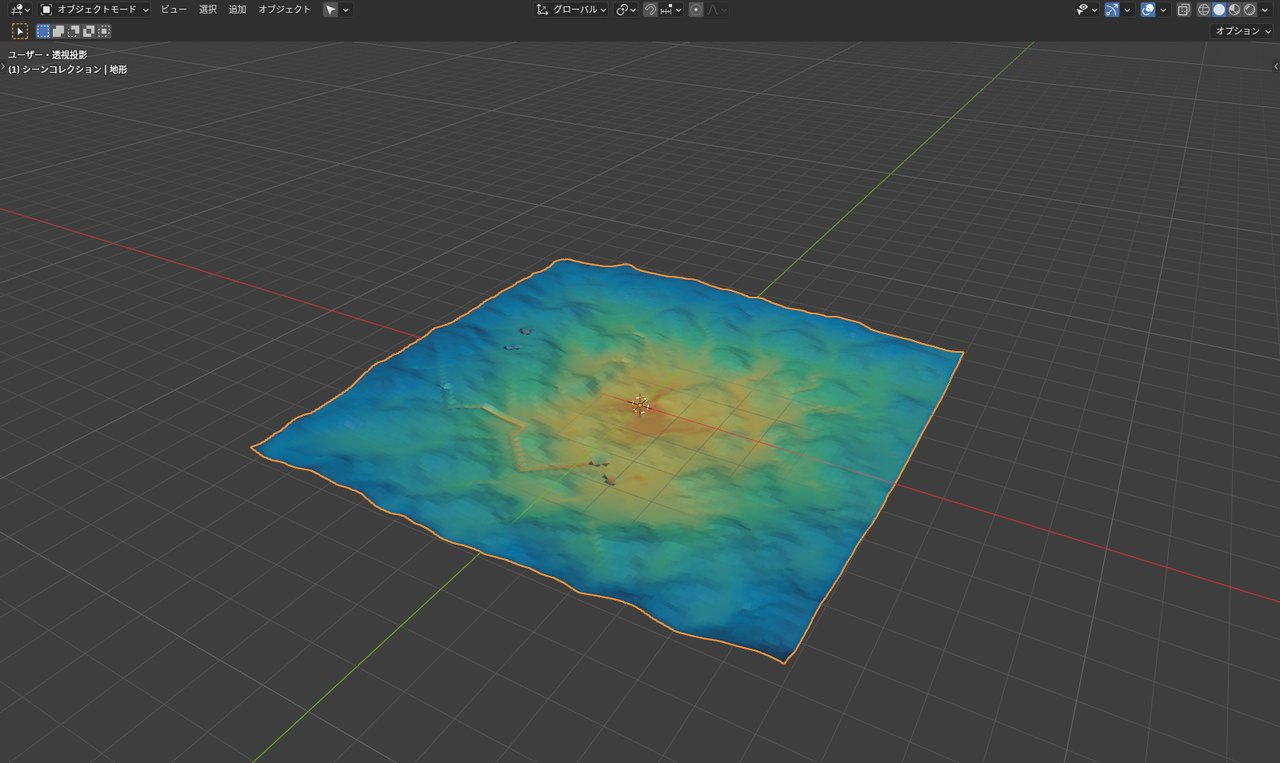 オブジェクトモード ビュー 選択 追加 オブジェクト グローバル
オプション
ユーザー・透視投影
(1) シーンコレクション | 地形